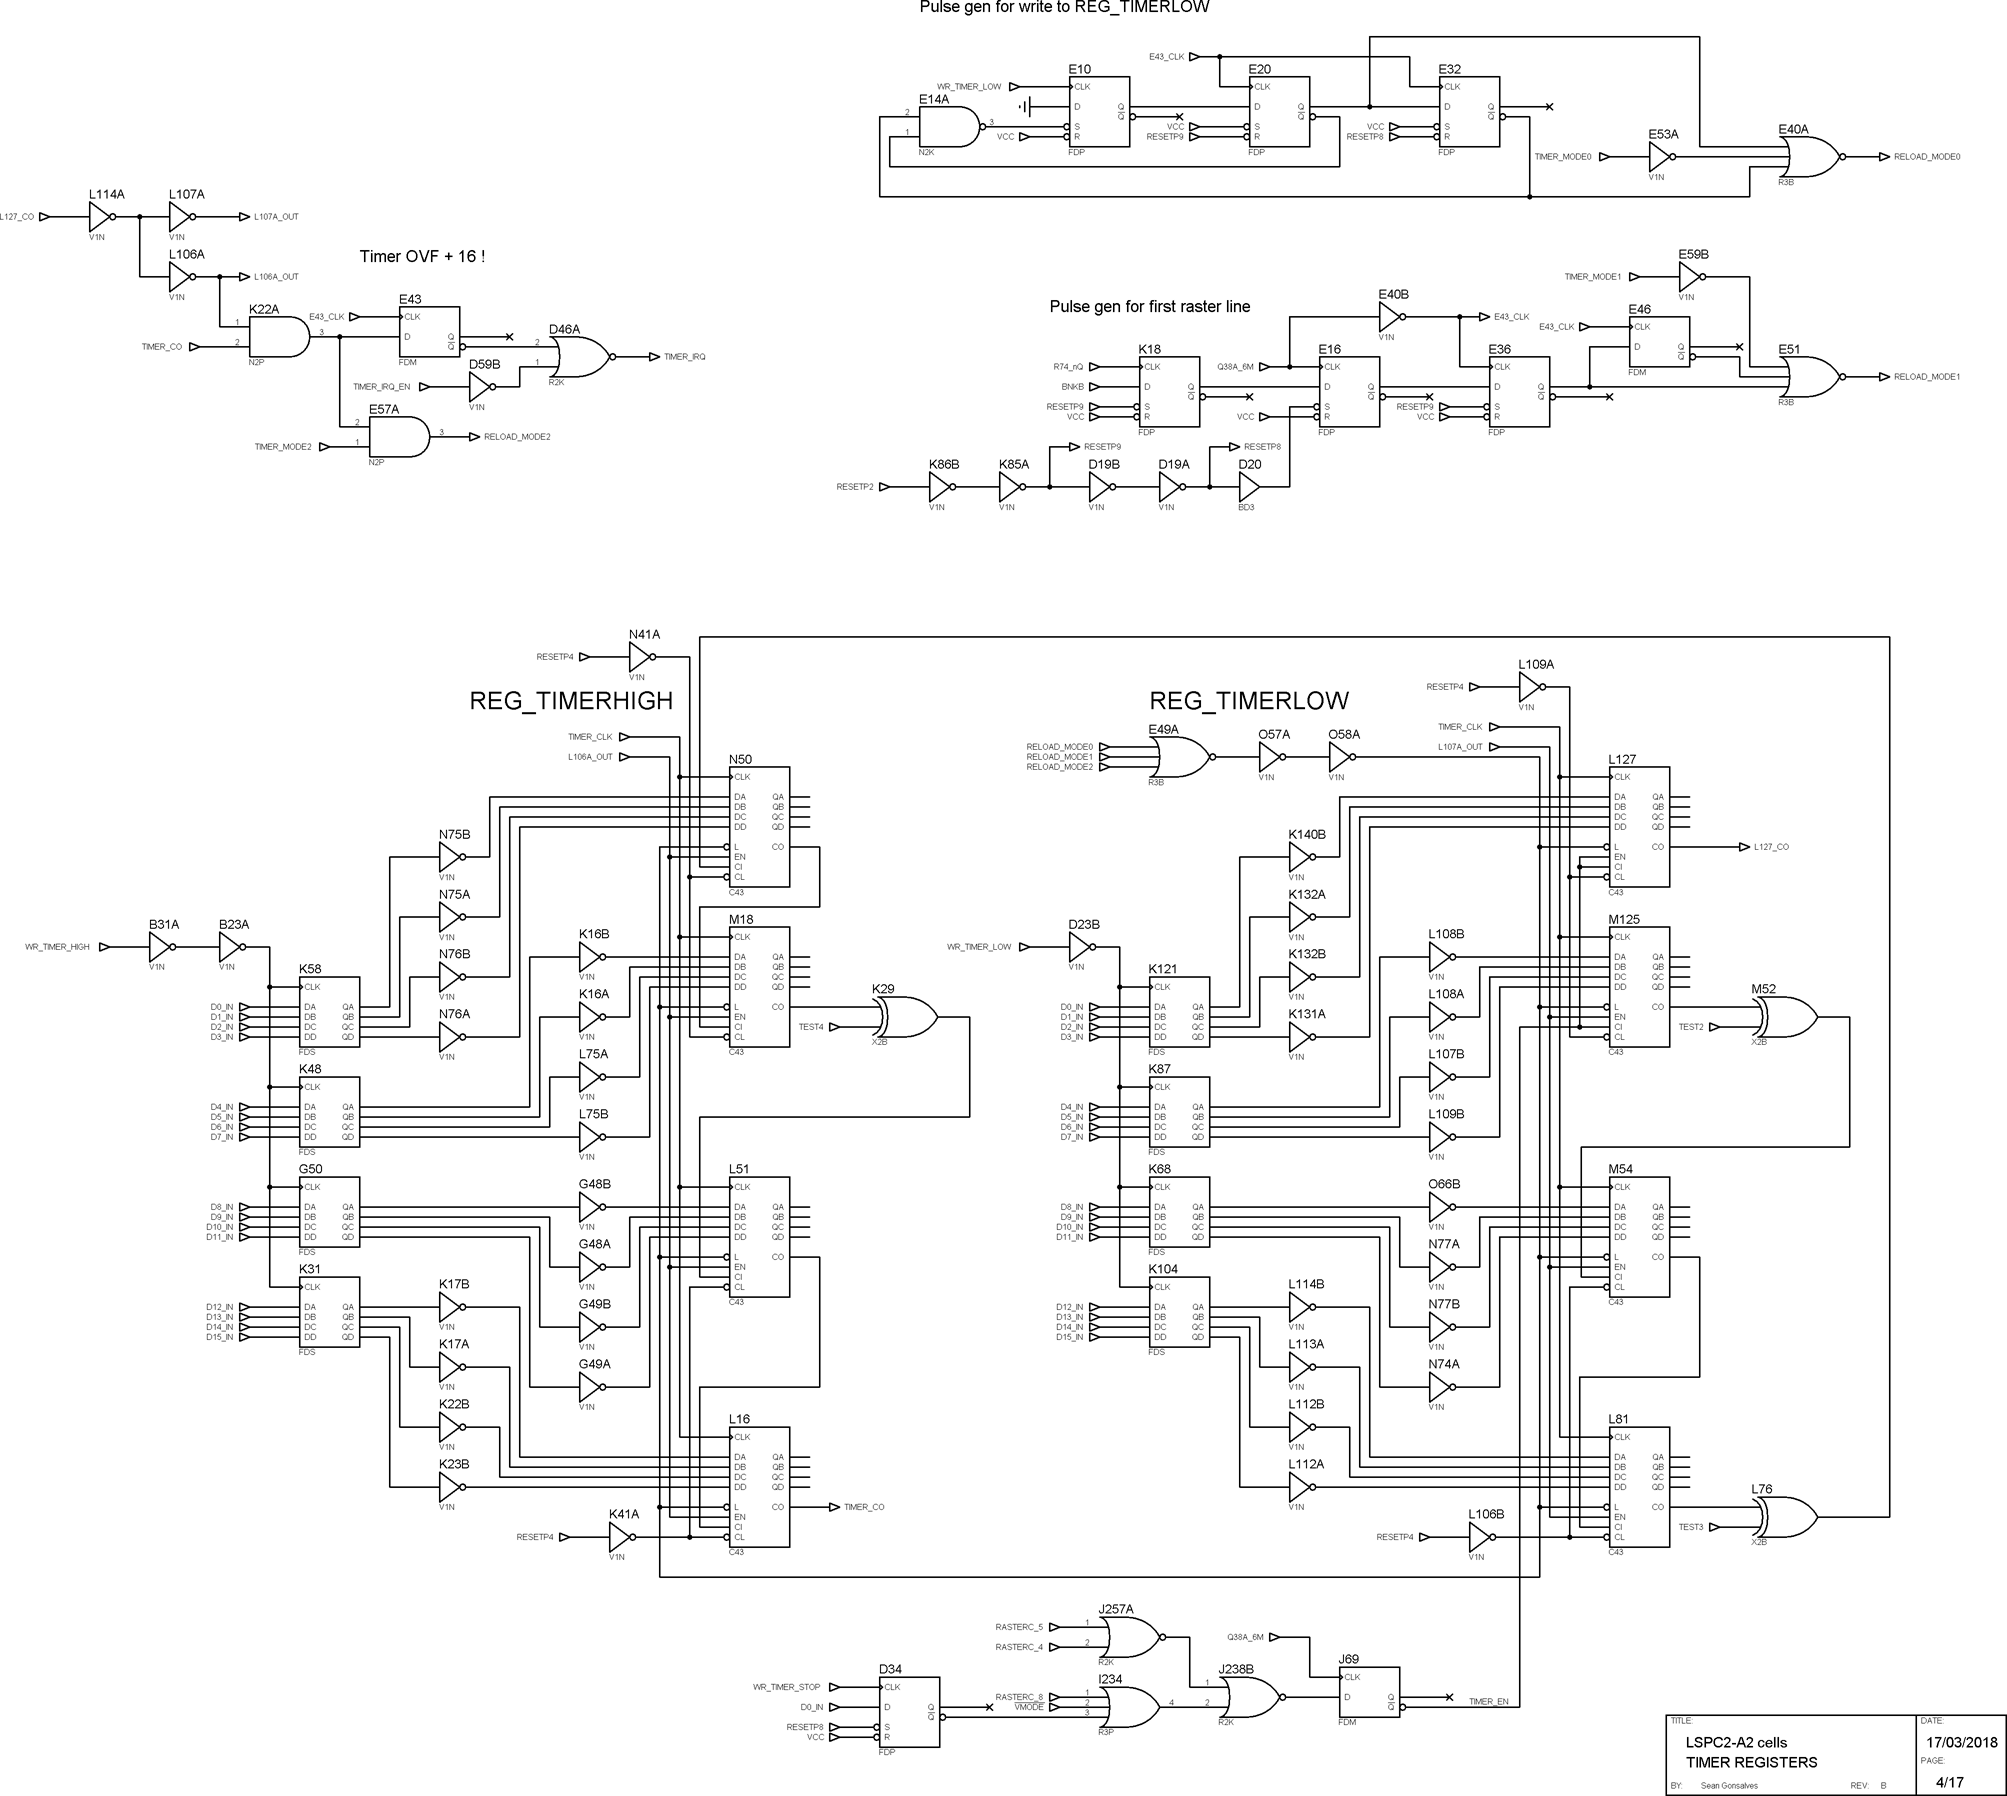 Pulse gen for write to REG_TIMERLOW
E43_CLK
E10
E20
E32
WR_TIMER_LOW
CLK
CLK
CLK
E14A
2
1
3
N2K
D
Q
Q
S
R
VCC
FDP
D
Q
Q
S
R
VCC
RESETP9
FDP
D
Q
Q
S
R
VCC
RESETP8
FDP
TIMER_MODE0
E53A
V1N
E40A
R3B
RELOAD_MODE0
L127_CO
L114A
V1N
L107A
V1N
L107A_OUT
L106A
V1N
L106A_OUT
Timer OVF + 16 !
K22A
1
2
3
N2P
TIMER_CO
E43_CLK
E43
CLK
D
Q
Q
FDM
D46A
2
1
R2K
TIMER_IRQ
TIMER_IRQ_EN
D59B
V1N
E57A
2
1
3
N2P
TIMER_MODE2
RELOAD_MODE2
Pulse gen for first raster line
E40B
V1N
E43_CLK
TIMER_MODE1
E59B
V1N
K18
R74_nQ
CLK
BNKB
D
Q
Q
RESETP9
S
VCC
R
FDP
Q38A_6M
E16
CLK
D
Q
Q
S
VCC
R
FDP
E36
CLK
D
Q
Q
RESETP9
S
VCC
R
FDP
E43_CLK
E46
CLK
D
Q
Q
FDM
E51
R3B
RELOAD_MODE1
RESETP2
K86B
V1N
K85A
V1N
RESETP9
D19B
V1N
D19A
V1N
RESETP8
D20
BD3
RESETP4
N41A
V1N
REG_TIMERHIGH
TIMER_CLK
L106A_OUT
N50
CLK
DA QA
DB QB
DC QC
DD QD
L CO
EN
CI
CL
C43
N75B
V1N
N75A
V1N
N76B
V1N
N76A
V1N
WR_TIMER_HIGH
B31A
V1N
B23A
V1N
K58
CLK
D0_IN DA QA
D1_IN DB QB
D2_IN DC QC
D3_IN DD QD
FDS
K16B
V1N
K16A
V1N
L75A
V1N
L75B
V1N
M18
CLK
DA QA
DB QB
DC QC
DD QD
L CO
EN
CI
CL
C43
K29
TEST4
X2B
K48
CLK
D4_IN DA QA
D5_IN DB QB
D6_IN DC QC
D7_IN DD QD
FDS
G50
CLK
D8_IN DA QA
D9_IN DB QB
D10_IN DC QC
D11_IN DD QD
FDS
G48B
V1N
G48A
V1N
G49B
V1N
G49A
V1N
L51
CLK
DA QA
DB QB
DC QC
DD QD
L CO
EN
CI
CL
C43
K31
CLK
D12_IN DA QA
D13_IN DB QB
D14_IN DC QC
D15_IN DD QD
FDS
K17B
V1N
K17A
V1N
K22B
V1N
K23B
V1N
L16
CLK
DA QA
DB QB
DC QC
DD QD
L CO
EN
CI
CL
C43
TIMER_CO
RESETP4
K41A
V1N
REG_TIMERLOW
RESETP4
L109A
V1N
RELOAD_MODE0
RELOAD_MODE1
RELOAD_MODE2
E49A
R3B
O57A
V1N
O58A
V1N
TIMER_CLK
L107A_OUT
L127
CLK
DA QA
DB QB
DC QC
DD QD
L CO
EN
CI
CL
C43
L127_CO
K140B
V1N
K132A
V1N
K132B
V1N
K131A
V1N
WR_TIMER_LOW
D23B
V1N
K121
CLK
D0_IN DA QA
D1_IN DB QB
D2_IN DC QC
D3_IN DD QD
FDS
L108B
V1N
L108A
V1N
L107B
V1N
L109B
V1N
M125
CLK
DA QA
DB QB
DC QC
DD QD
L CO
EN
CI
CL
C43
M52
TEST2
X2B
K87
CLK
D4_IN DA QA
D5_IN DB QB
D6_IN DC QC
D7_IN DD QD
FDS
K68
CLK
D8_IN DA QA
D9_IN DB QB
D10_IN DC QC
D11_IN DD QD
FDS
O66B
V1N
N77A
V1N
N77B
V1N
N74A
V1N
M54
CLK
DA QA
DB QB
DC QC
DD QD
L CO
EN
CI
CL
C43
K104
CLK
D12_IN DA QA
D13_IN DB QB
D14_IN DC QC
D15_IN DD QD
FDS
L114B
V1N
L113A
V1N
L112B
V1N
L112A
V1N
L81
CLK
DA QA
DB QB
DC QC
DD QD
L CO
EN
CI
CL
C43
L76
TEST3
X2B
RESETP4
L106B
V1N
J257A
RASTERC_5 1
RASTERC_4 2
R2K
Q38A_6M
D34
WR_TIMER_STOP
CLK
D0_IN
D
Q
Q
RESETP8
S
VCC
R
FDP
I234
RASTERC_8 1
VMODE 2
3
4
R3P
J238B
1
2
R2K
J69
CLK
D
Q
Q
FDM
TIMER_EN
TITLE:
LSPC2-A2 cells
TIMER REGISTERS
BY: Sean Gonsalves REV: B
DATE:
17/03/2018
PAGE:
4/17